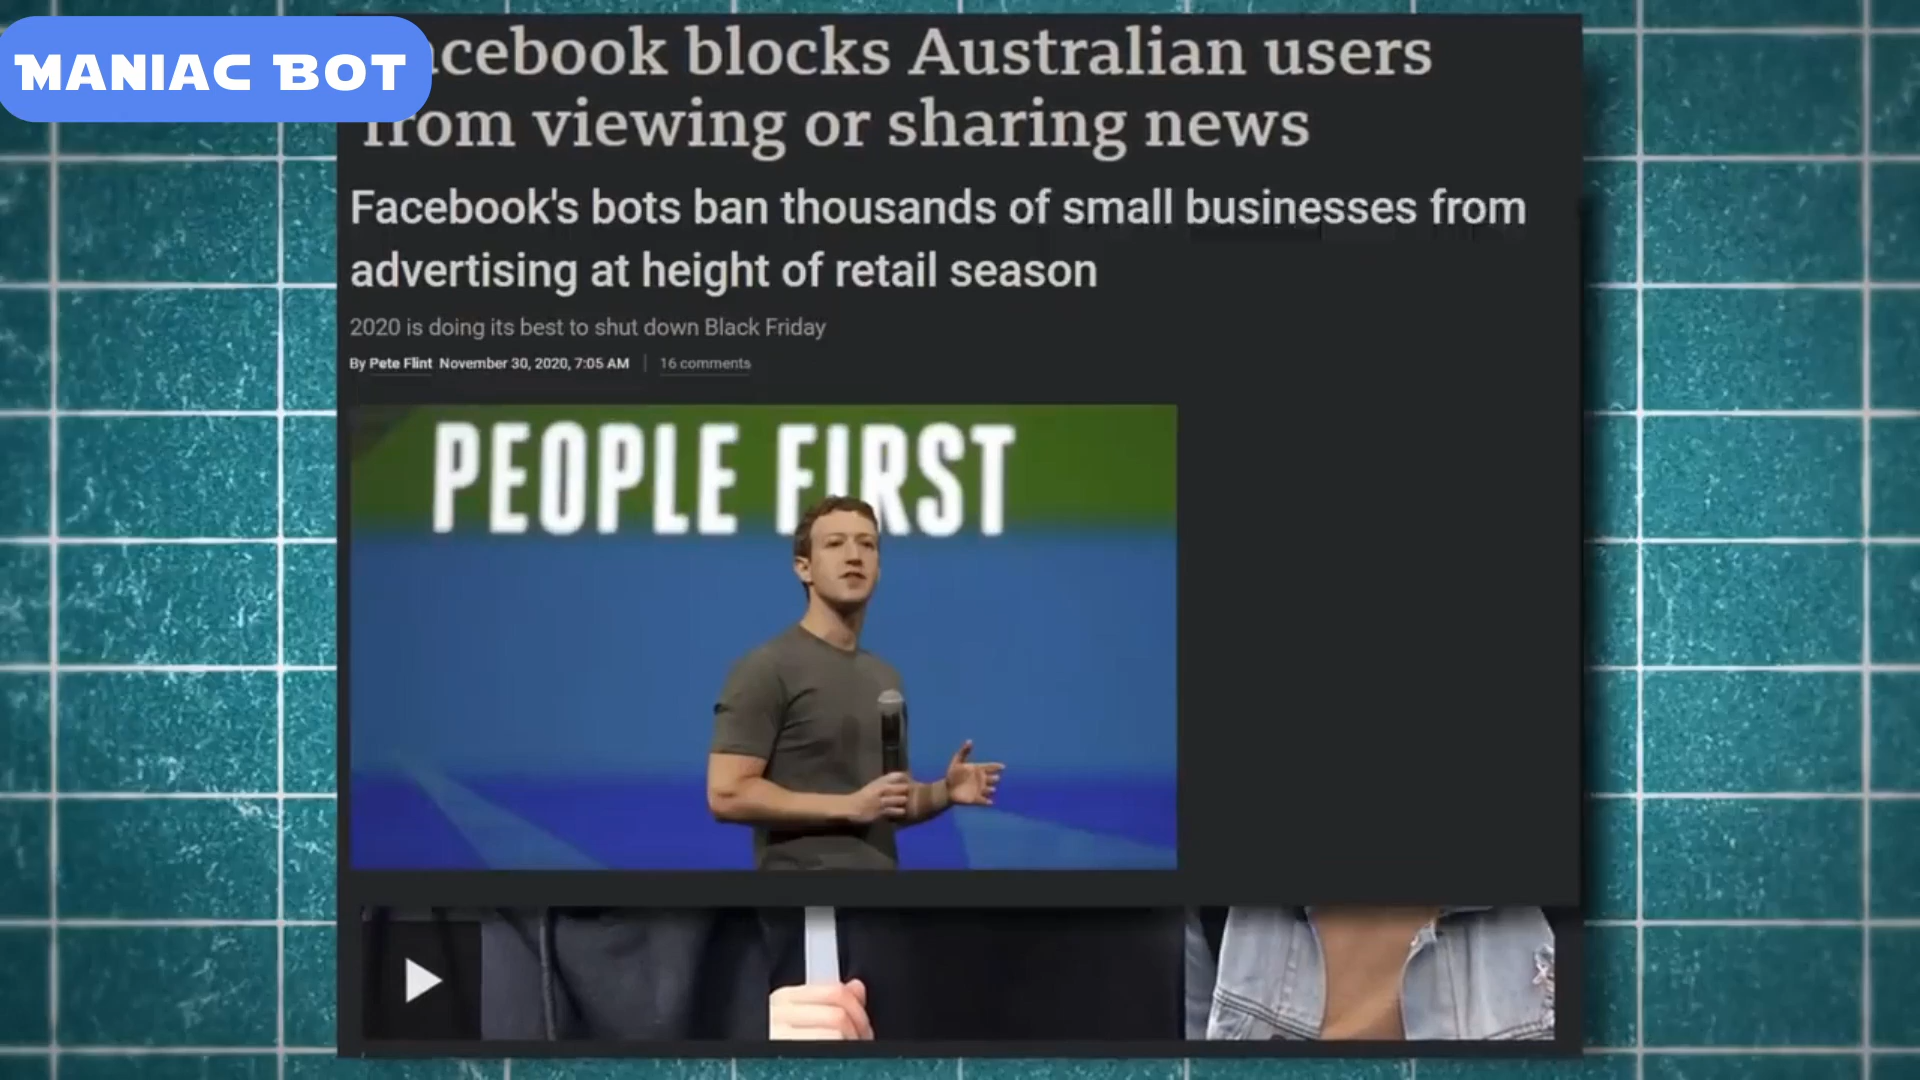 MANIAC BOT
acebook blocks Australian users
from viewing or sharing news
Facebook's bots ban thousands of small businesses from
advertising at height of retail season
2020 is doing its best to shut down Black Friday
By Pete Flint November 30, 2020, 7:05 AM | 16 comments
PEOPLE FIRST